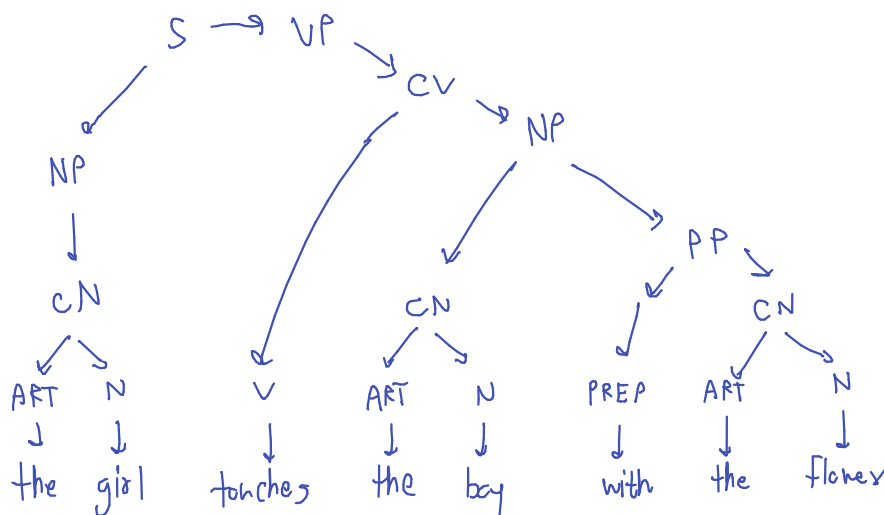 S VP
CV
NP
NP
PP
CN
CN
CN
ART N V ART N PREP ART N
the girl touches the boy with the flower